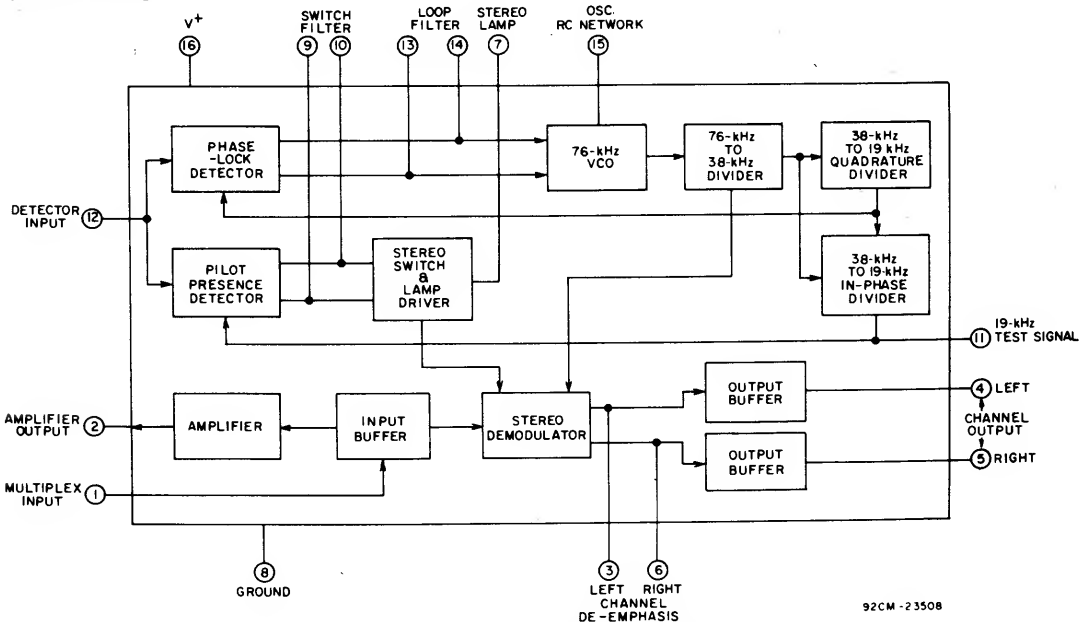 V+
16
SWITCH
FILTER
9
10
LOOP
FILTER
13
14
STEREO
LAMP
7
OSC.
RC NETWORK
15
PHASE
-LOCK
DETECTOR
76-kHz
VCO
76-kHz
TO
38-kHz
DIVIDER
38-kHz
TO 19 kHz
QUADRATURE
DIVIDER
DETECTOR
INPUT
12
PILOT
PRESENCE
DETECTOR
STEREO
SWITCH
&
LAMP
DRIVER
38-kHz
TO 19-kHz
IN-PHASE
DIVIDER
11
19-kHz
TEST SIGNAL
AMPLIFIER
OUTPUT
2
AMPLIFIER
INPUT
BUFFER
STEREO
DEMODULATOR
OUTPUT
BUFFER
4 LEFT
CHANNEL
OUTPUT
OUTPUT
BUFFER
5 RIGHT
MULTIPLEX
INPUT
1
8
GROUND
3
6
LEFT RIGHT
CHANNEL
DE-EMPHASIS
92CM-23508